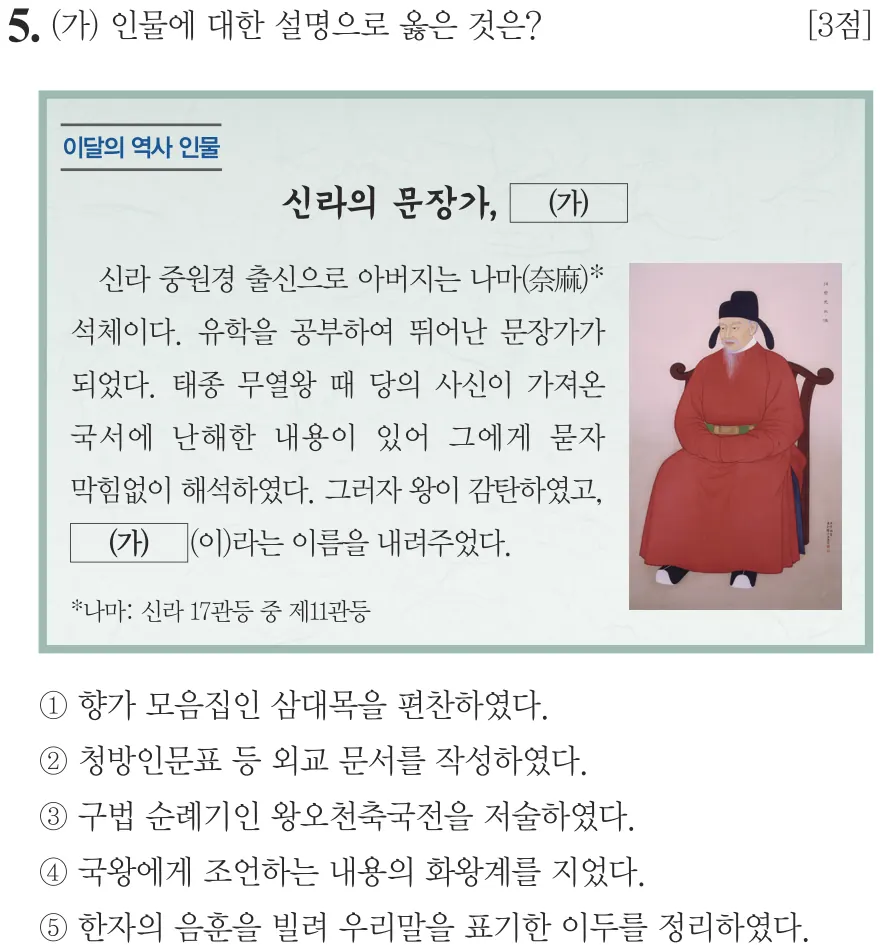 5. (가) 인물에 대한 설명으로 옳은 것은? [3점]
이달의 역사 인물
신라의 문장가, (가)
신라 중원경 출신으로 아버지는 나마(奈麻)*
석체이다. 유학을 공부하여 뛰어난 문장가가
되었다. 태종 무열왕 때 당의 사신이 가져온
국서에 난해한 내용이 있어 그에게 묻자
막힘없이 해석하였다. 그러자 왕이 감탄하였고,
(가) (이)라는 이름을 내려주었다.
*나마: 신라 17관등 중 제11관등
① 향가 모음집인 삼대목을 편찬하였다.
② 청방인문표 등 외교 문서를 작성하였다.
③ 구법 순례기인 왕오천축국전을 저술하였다.
④ 국왕에게 조언하는 내용의 화왕계를 지었다.
⑤ 한자의 음훈을 빌려 우리말을 표기한 이두를 정리하였다.